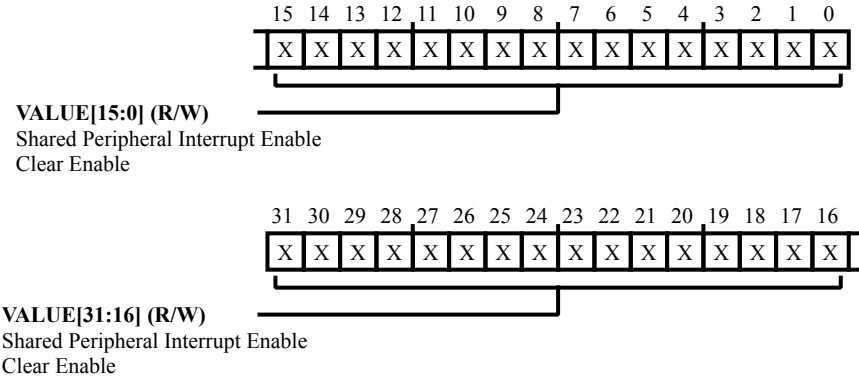 15 14 13 12 11 10 9 8 7 6 5 4 3 2 1 0
X X X X X X X X X X X X X X X X
VALUE[15:0] (R/W)
Shared Peripheral Interrupt Enable
Clear Enable
31 30 29 28 27 26 25 24 23 22 21 20 19 18 17 16
X X X X X X X X X X X X X X X X
VALUE[31:16] (R/W)
Shared Peripheral Interrupt Enable
Clear Enable